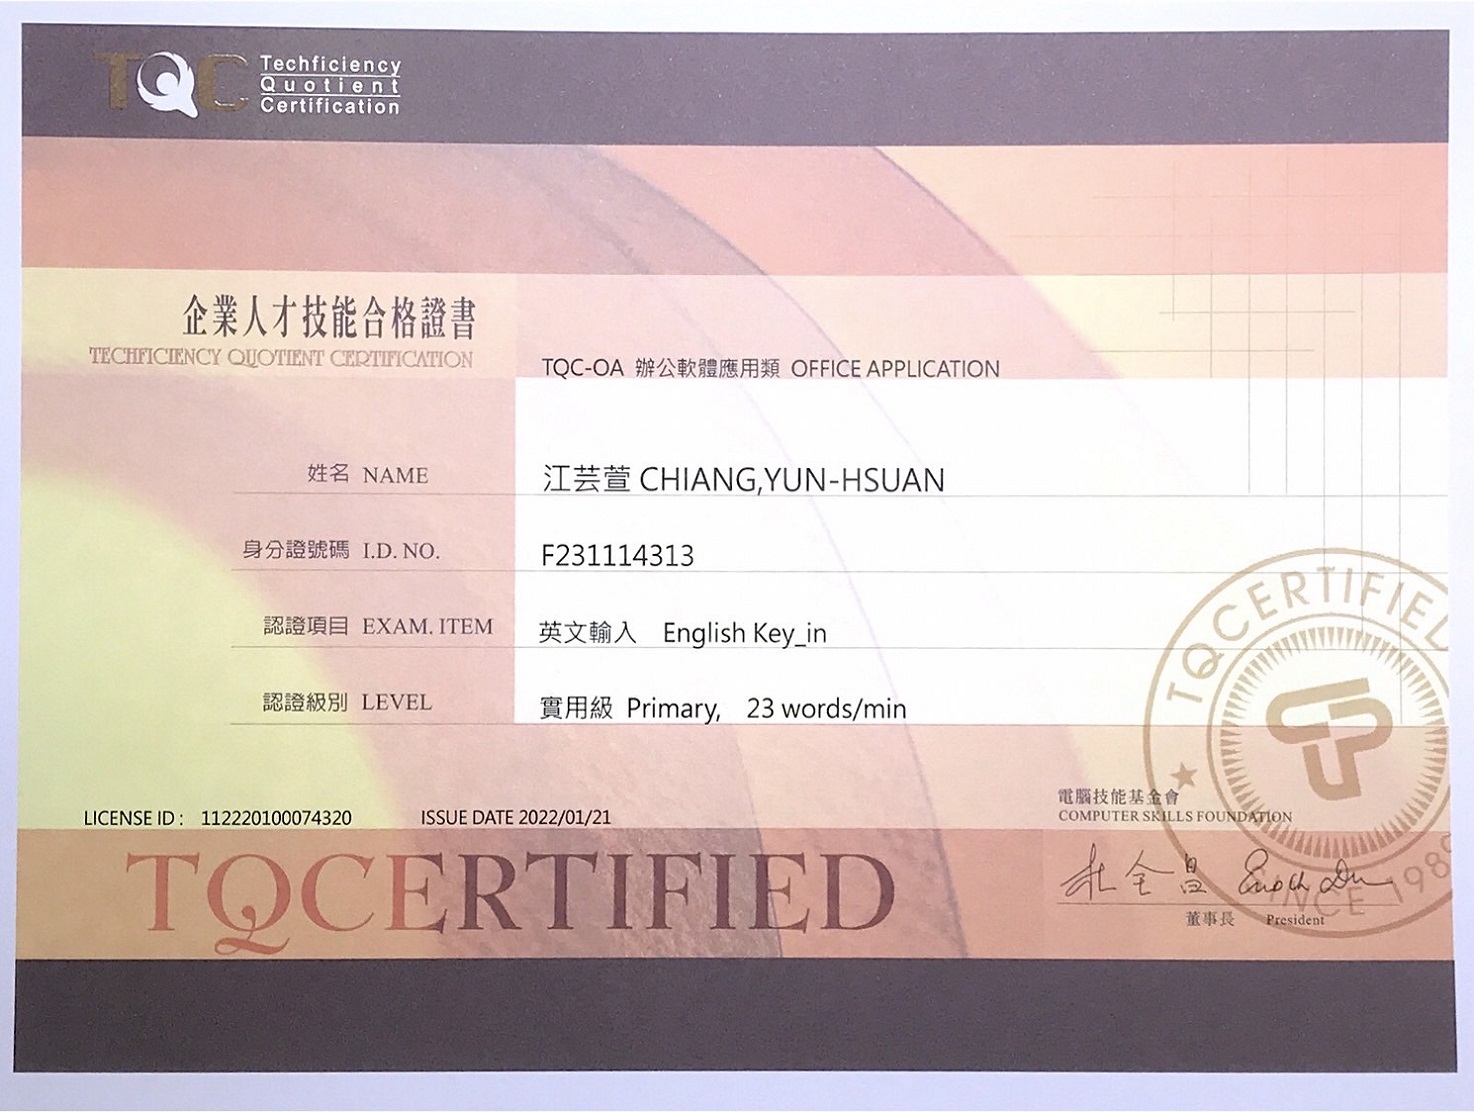 TQC Techficiency
Quotient
Certification
企業人才技能合格證書
TECHFICIENCY QUOTIENT CERTIFICATION
TQC-OA 辦公軟體應用類 OFFICE APPLICATION
姓名 NAME 江芸萱 CHIANG,YUN-HSUAN
身分證號碼 I.D. NO. F231114313
認證項目 EXAM. ITEM 英文輸入 English Key_in
認證級別 LEVEL 實用級 Primary, 23 words/min
LICENSE ID : 112220100074320 ISSUE DATE 2022/01/21
電腦技能基金會
COMPUTER SKILLS FOUNDATION
TQCERTIFIED
杜全昌
董事長 President
TQCERTIFIED
SINCE 1989